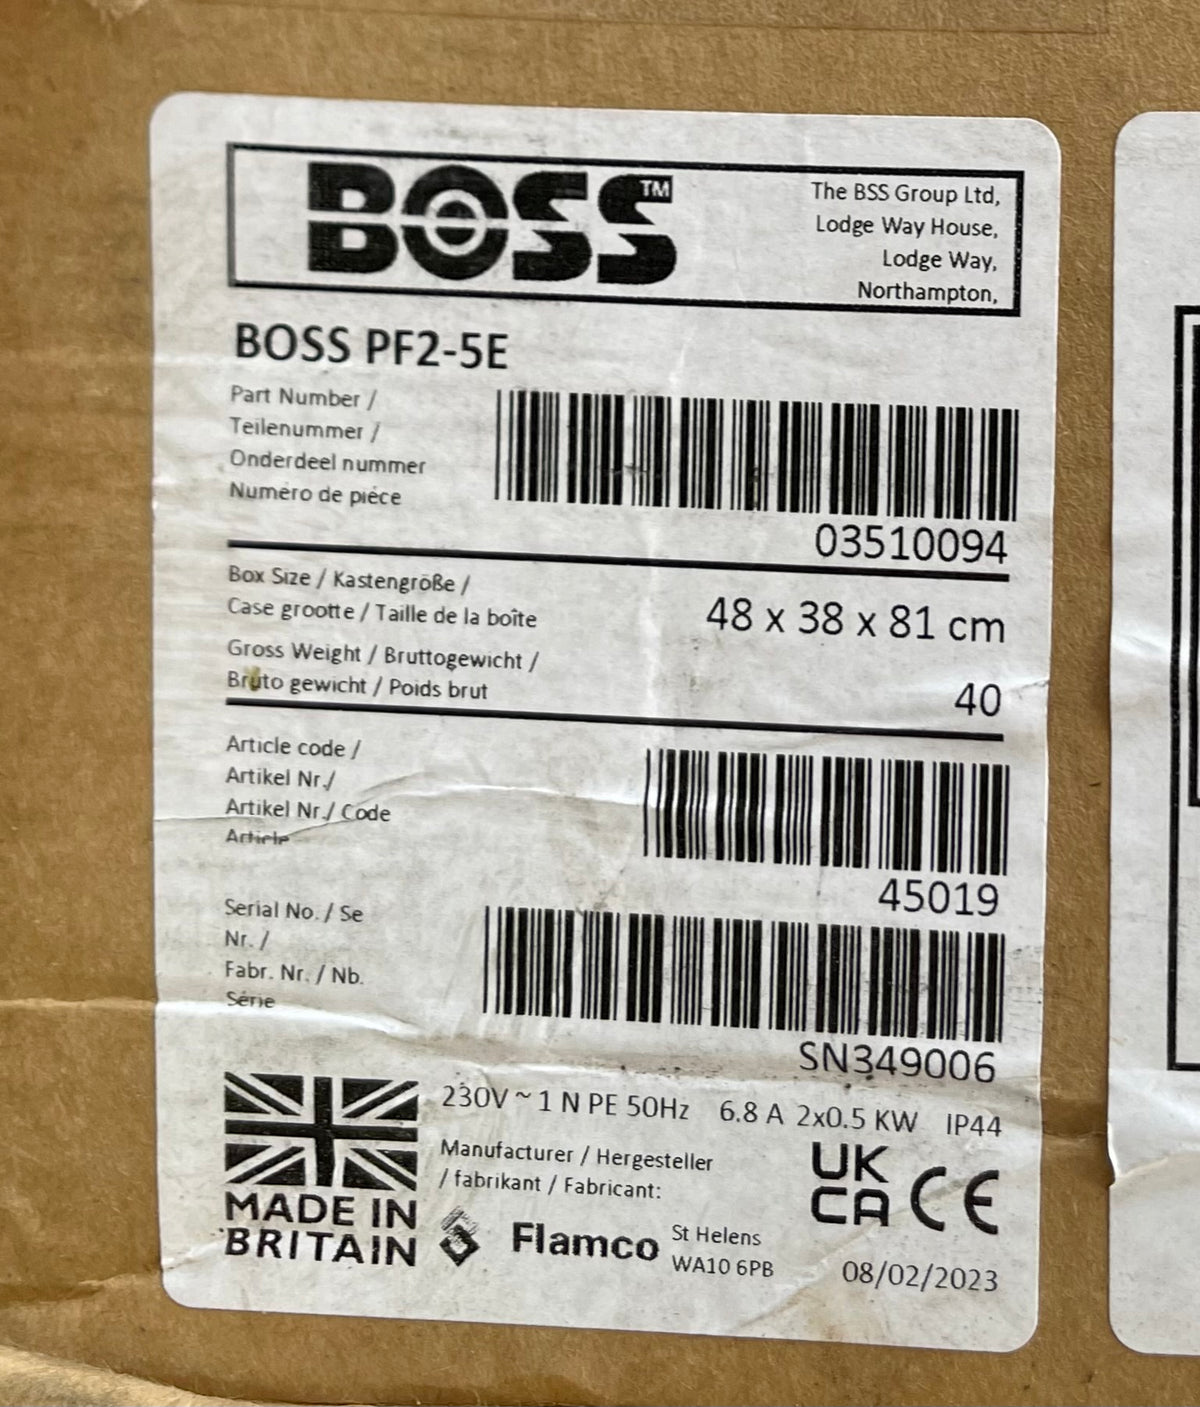 BOSS™
The BSS Group Ltd,
Lodge Way House,
Lodge Way,
Northampton,
BOSS PF2-5E
Part Number /
Teilenummer /
Onderdeel nummer
Numéro de pièce
03510094
Box Size / Kastengröße /
Case grootte / Taille de la boîte
48 x 38 x 81 cm
Gross Weight / Bruttogewicht /
Bruto gewicht / Poids brut
40
Article code /
Artikel Nr./
Artikel Nr./ Code
Article
45019
Serial No. / Se
Nr. /
Fabr. Nr. / Nb.
Série
SN349006
230V ~ 1 N PE 50Hz 6.8 A 2x0.5 KW IP44
Manufacturer / Hergesteller
/ fabrikant / Fabricant:
UK
CA CE
MADE IN
BRITAIN
Flamco
St Helens
WA10 6PB
08/02/2023